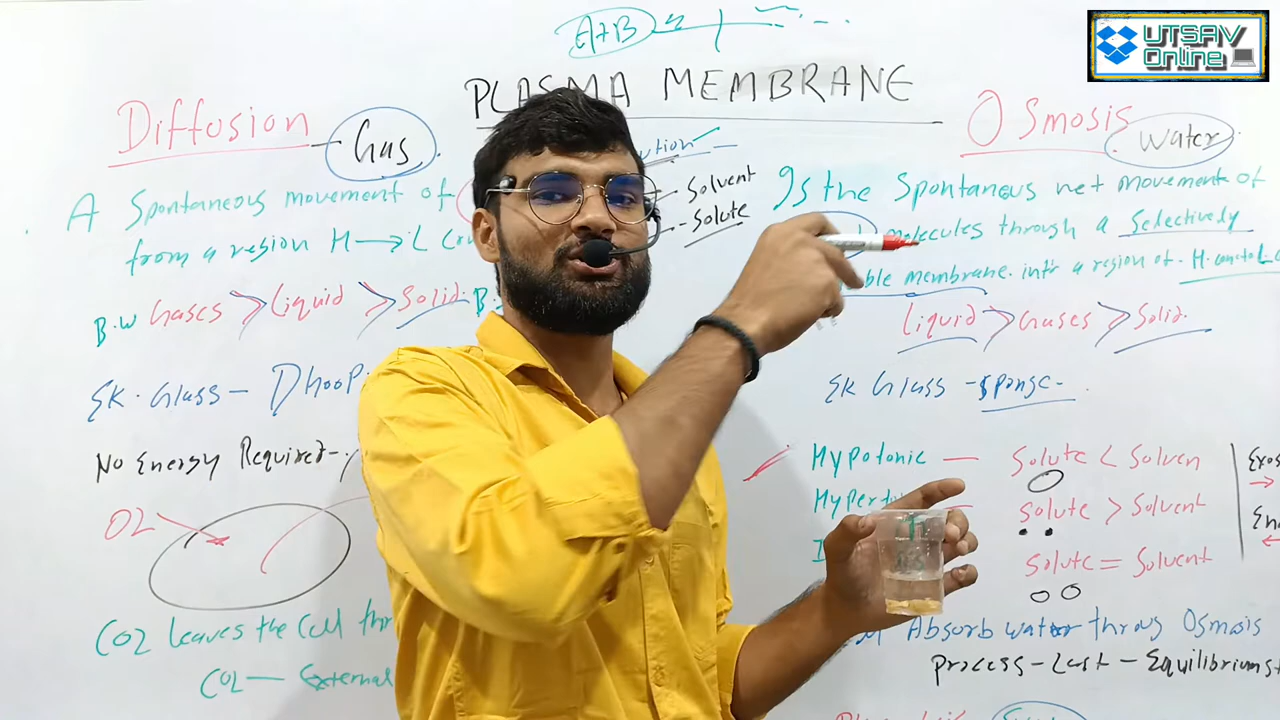 UTSAV
Online
A+B
PLASMA MEMBRANE
Diffusion - Gas
A Spontaneous movement of
from a region H → L
B.W Gases > Liquid > Solid.
EK. Glass - Dhoop.
No Energy Required-
O2
CO2 leaves the Cell
CO2 — External
Solvent
- Solute
Osmosis Water
Is the Spontanous net movement of
molecules through a Selectively
membrane. into a region of
Liquid > Gases > Solid.
EK Glass - Sponge-
Hypotonic — Solute < Solven
solute > Solvent
solute = Solvent
Absorb water throug Osmosis
Process - Last - Equilibrium